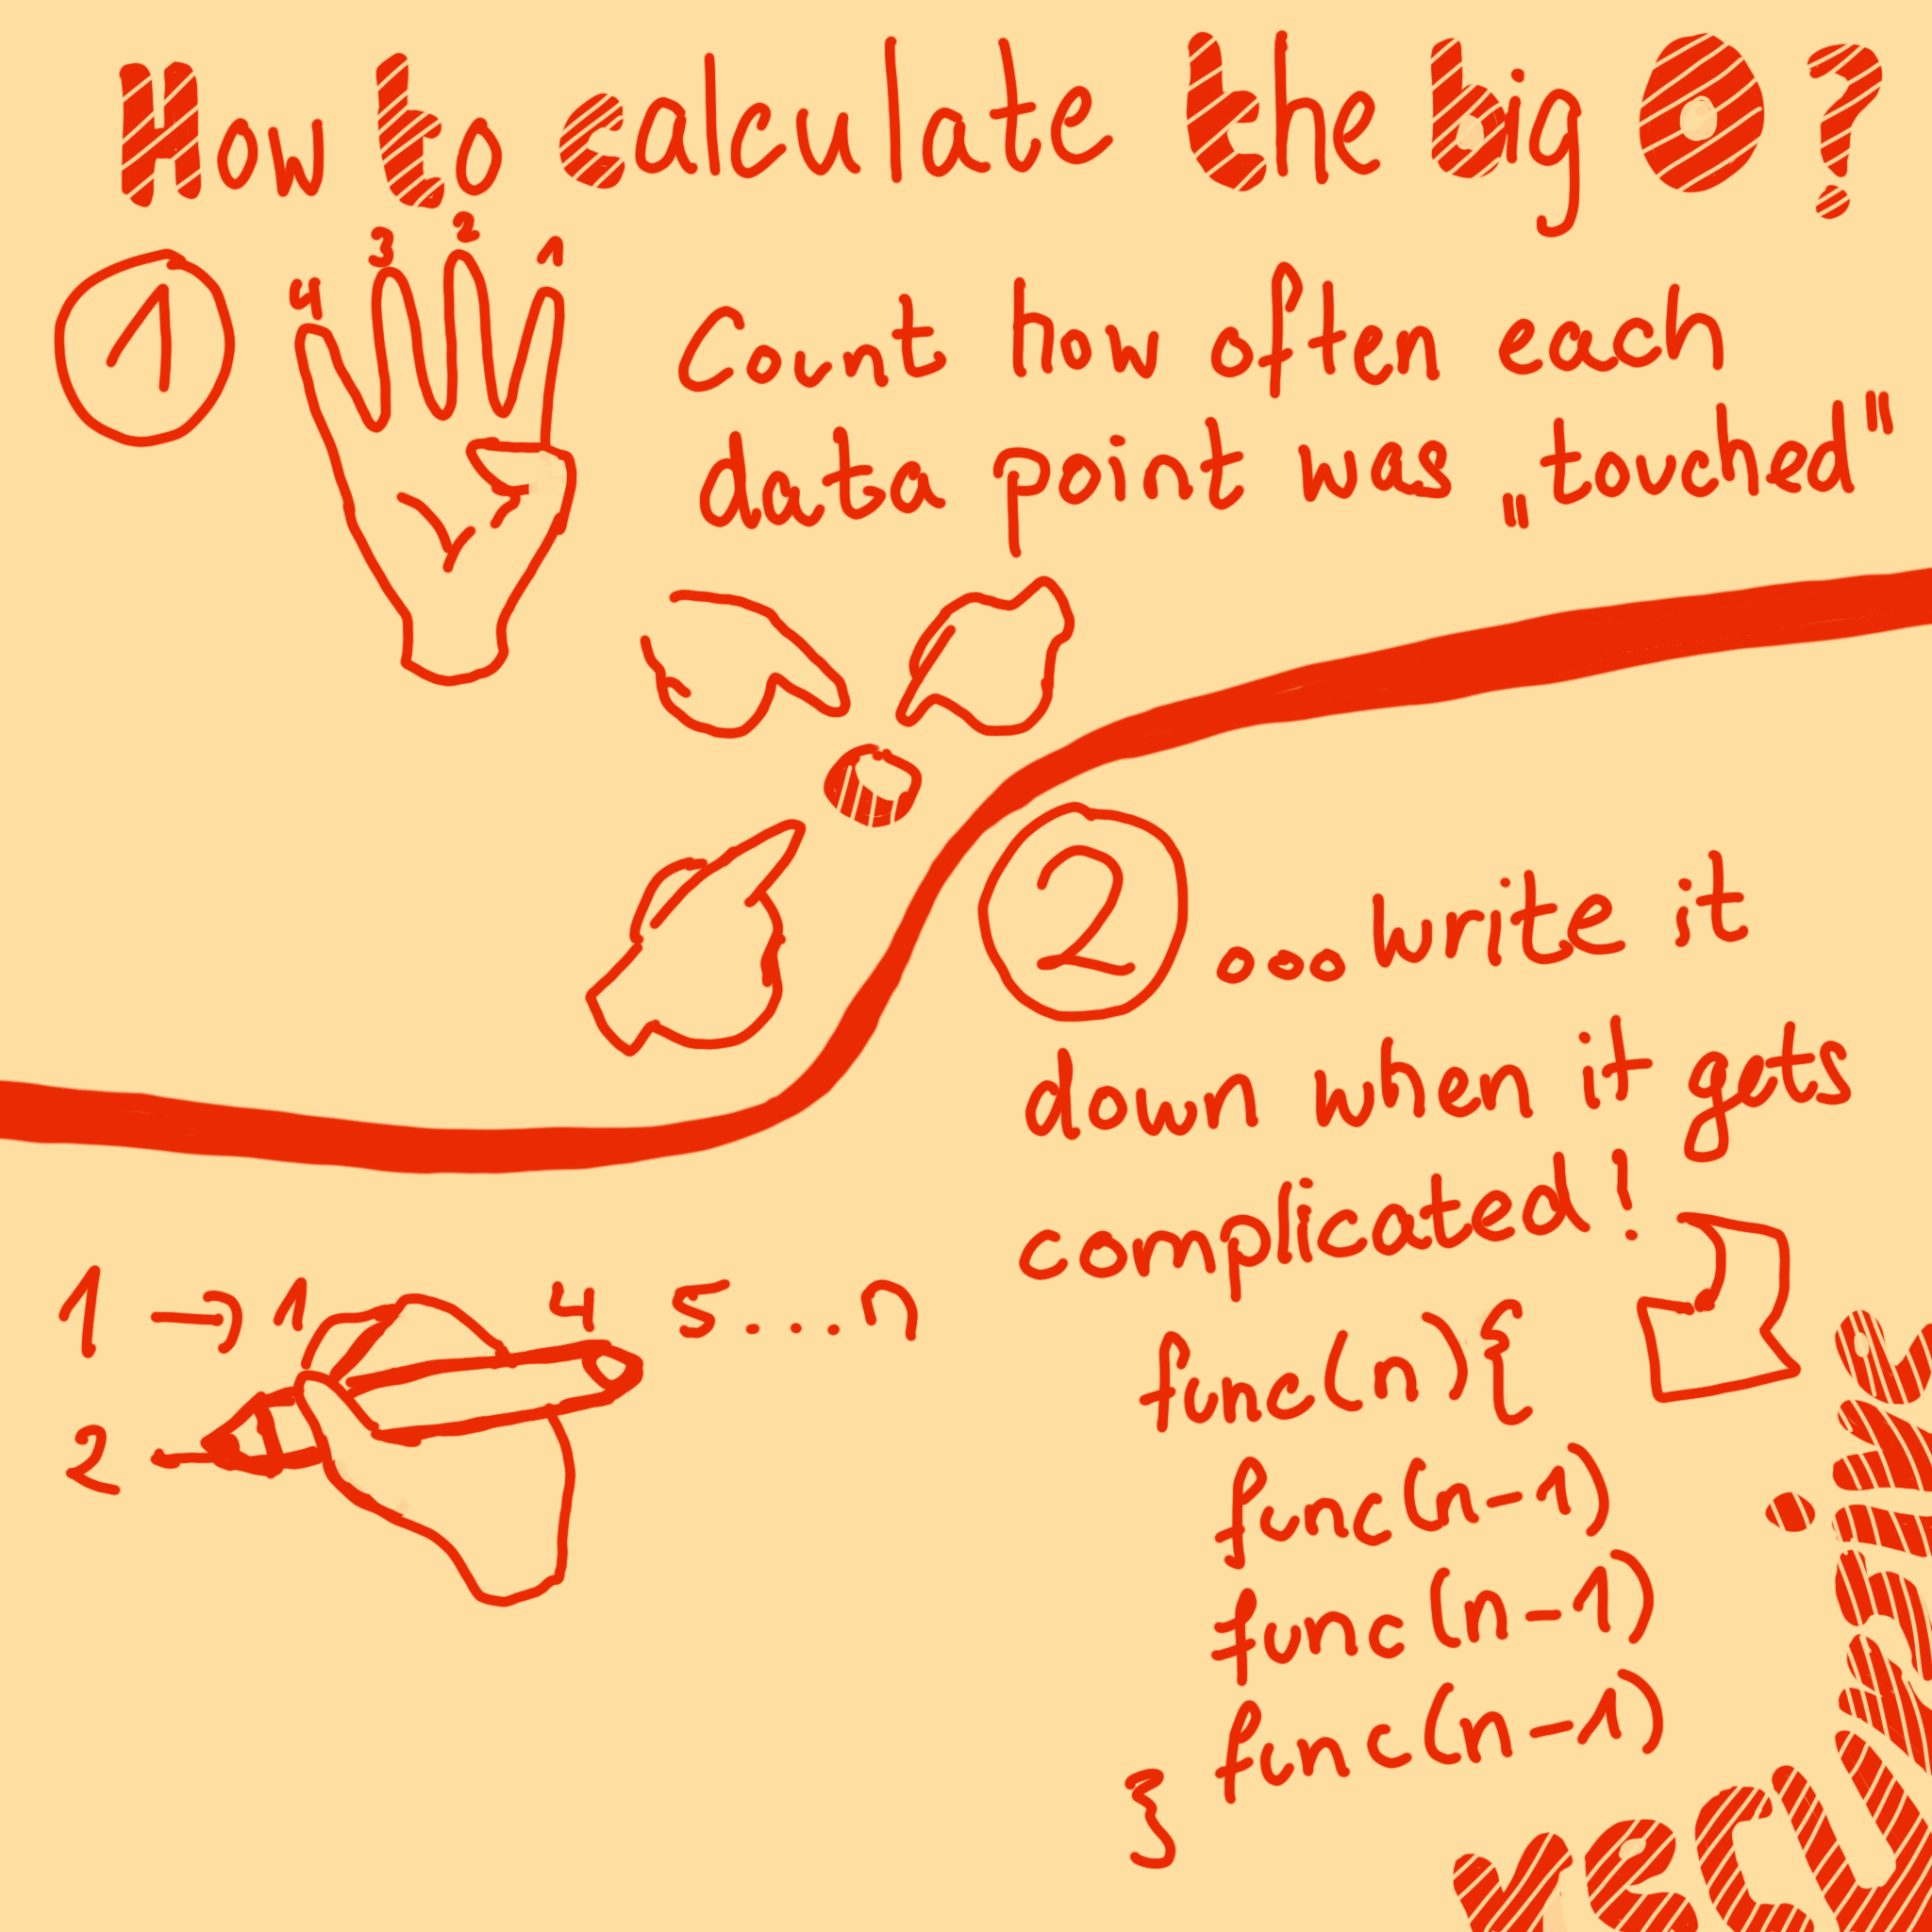 How to calculate the big O?
1
4 3 2 1
Count how often each
data point was „touched"
2
...write it
down when it gets
complicated!
1 → 1 4 5....n
2
func(n){
func(n-1)
func(n-1)
func(n-1)
}